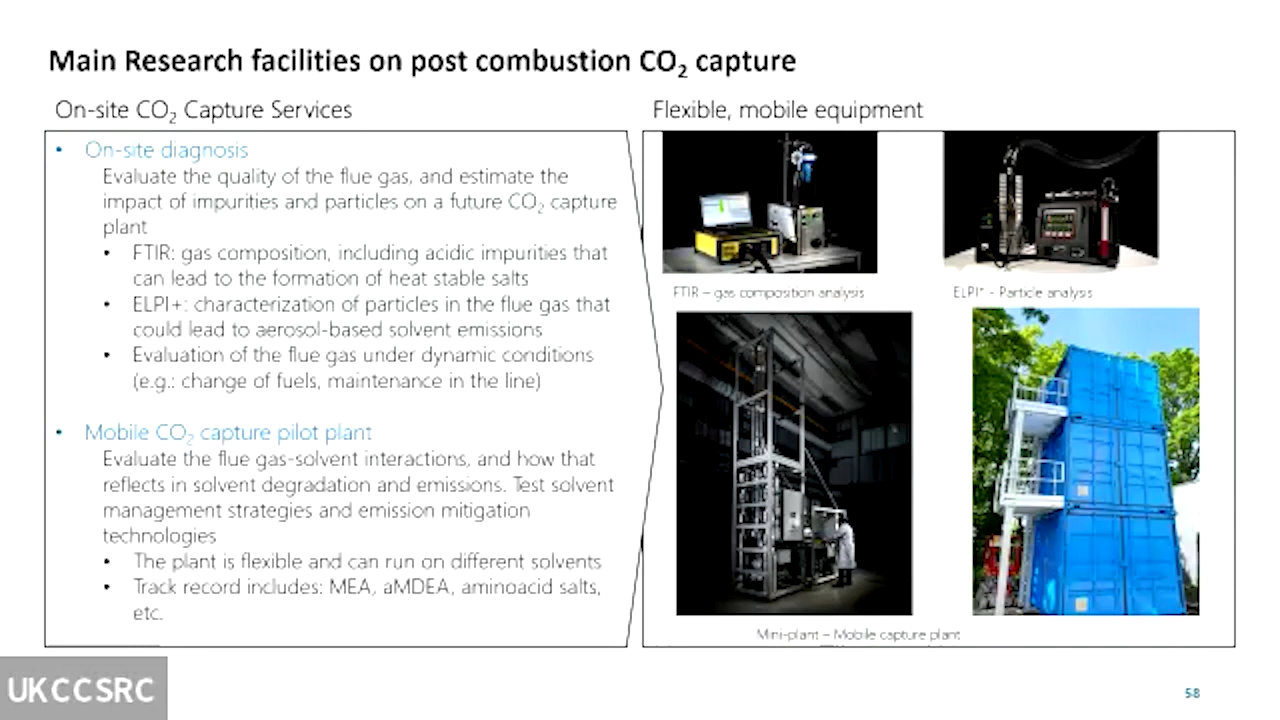 Main Research facilities on post combustion CO₂ capture
On-site CO₂ Capture Services
• On-site diagnosis
Evaluate the quality of the flue gas, and estimate the
impact of impurities and particles on a future CO₂ capture
plant
• FTIR: gas composition, including acidic impurities that
can lead to the formation of heat stable salts
• ELPI+: characterization of particles in the flue gas that
could lead to aerosol-based solvent emissions
• Evaluation of the flue gas under dynamic conditions
(e.g.: change of fuels, maintenance in the line)
• Mobile CO₂ capture pilot plant
Evaluate the flue gas-solvent interactions, and how that
reflects in solvent degradation and emissions. Test solvent
management strategies and emission mitigation
technologies
• The plant is flexible and can run on different solvents
• Track record includes: MEA, aMDEA, aminoacid salts,
etc.
Flexible, mobile equipment
FTIR – gas composition analysis
ELPI⁺ - Particle analysis
Mini-plant – Mobile capture plant
UKCCSRC
58